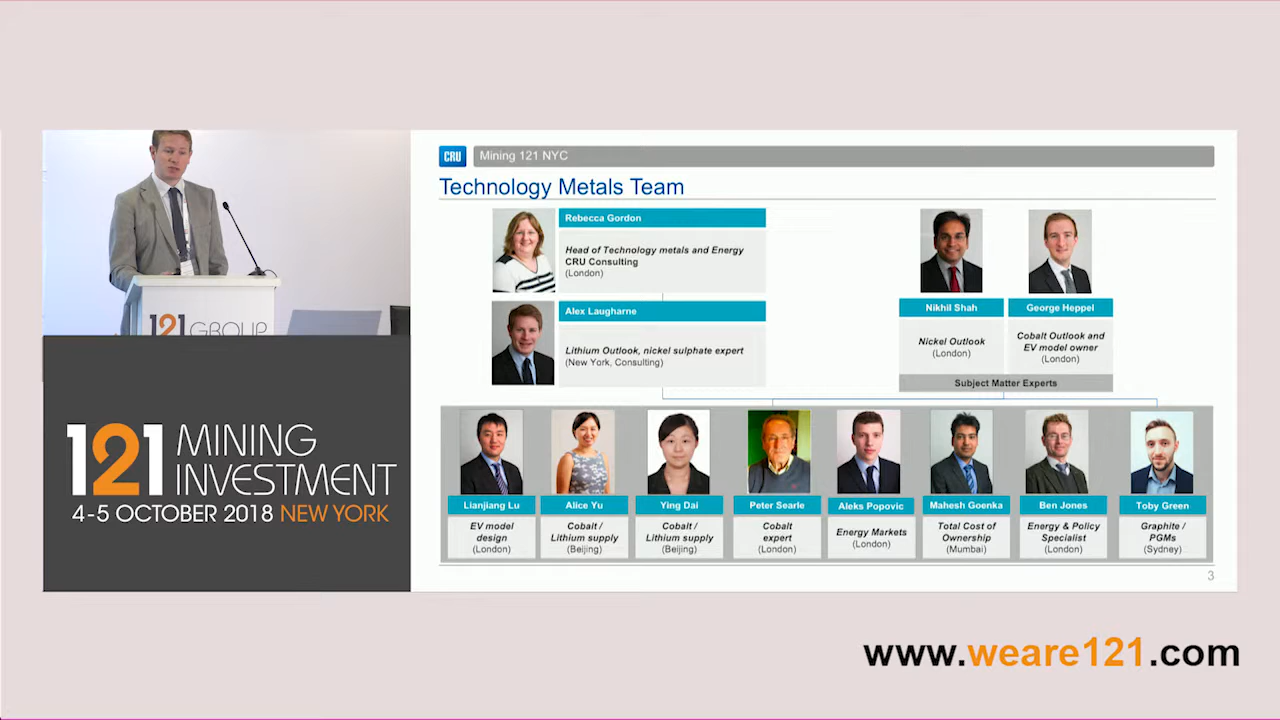 CRU
Mining 121 NYC
Technology Metals Team
Rebecca Gordon
Head of Technology metals and Energy
CRU Consulting
(London)
Alex Laugharne
Lithium Outlook, nickel sulphate expert
(New York, Consulting)
Nikhil Shah
Nickel Outlook
(London)
George Heppel
Cobalt Outlook and
EV model owner
(London)
Subject Matter Experts
Lianjiang Lu
EV model
design
(London)
Alice Yu
Cobalt /
Lithium supply
(Beijing)
Ying Dai
Cobalt /
Lithium supply
(Beijing)
Peter Searle
Cobalt
expert
(London)
Aleks Popovic
Energy Markets
(London)
Mahesh Goenka
Total Cost of
Ownership
(Mumbai)
Ben Jones
Energy & Policy
Specialist
(London)
Toby Green
Graphite /
PGMs
(Sydney)
3
121 GROUP
121 MINING
INVESTMENT
4-5 OCTOBER 2018 NEW YORK
www.weare121.com